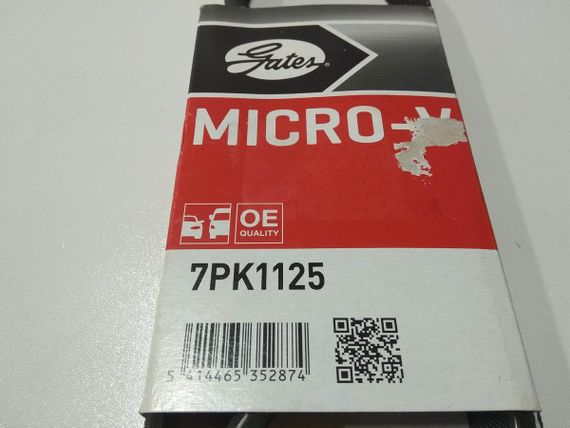 Gates®
MICRO-V
OE
QUALITY
7PK1125
5 414465 352874